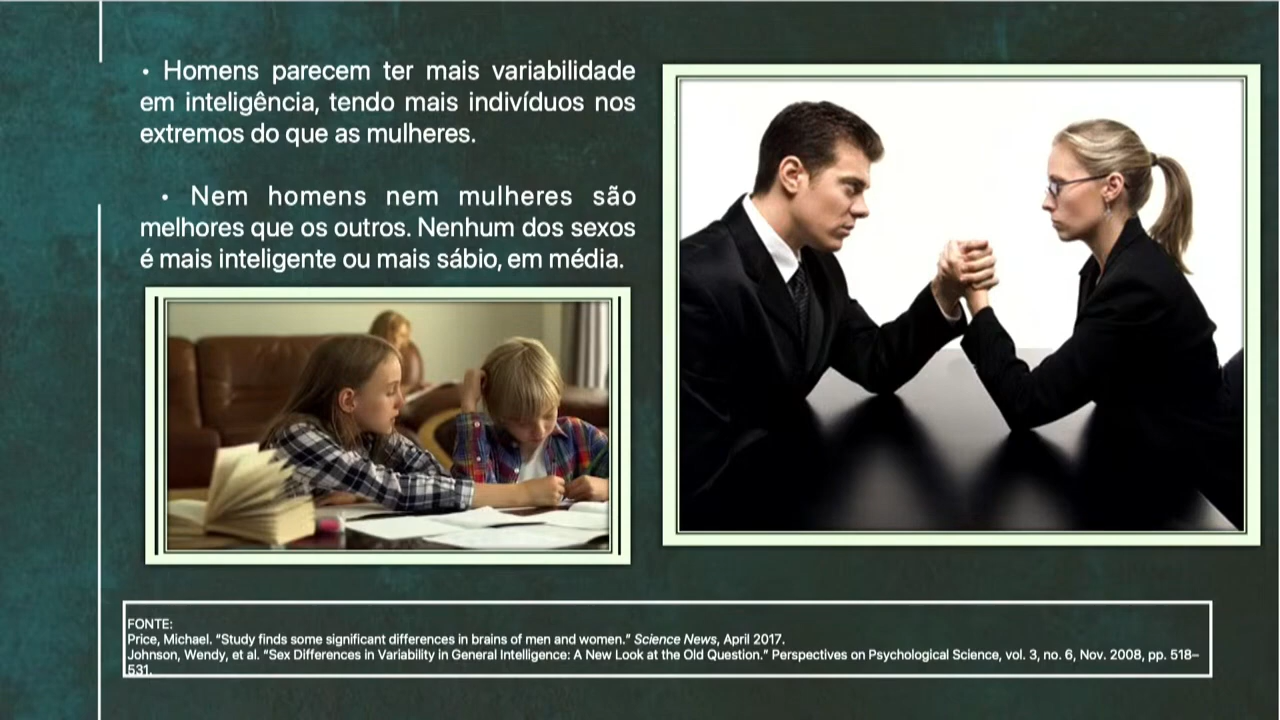 • Homens parecem ter mais variabilidade
em inteligência, tendo mais indivíduos nos
extremos do que as mulheres.
• Nem homens nem mulheres são
melhores que os outros. Nenhum dos sexos
é mais inteligente ou mais sábio, em média.
FONTE:
Price, Michael. “Study finds some significant differences in brains of men and women.” Science News, April 2017.
Johnson, Wendy, et al. “Sex Differences in Variability in General Intelligence: A New Look at the Old Question.” Perspectives on Psychological Science, vol. 3, no. 6, Nov. 2008, pp. 518–
531.